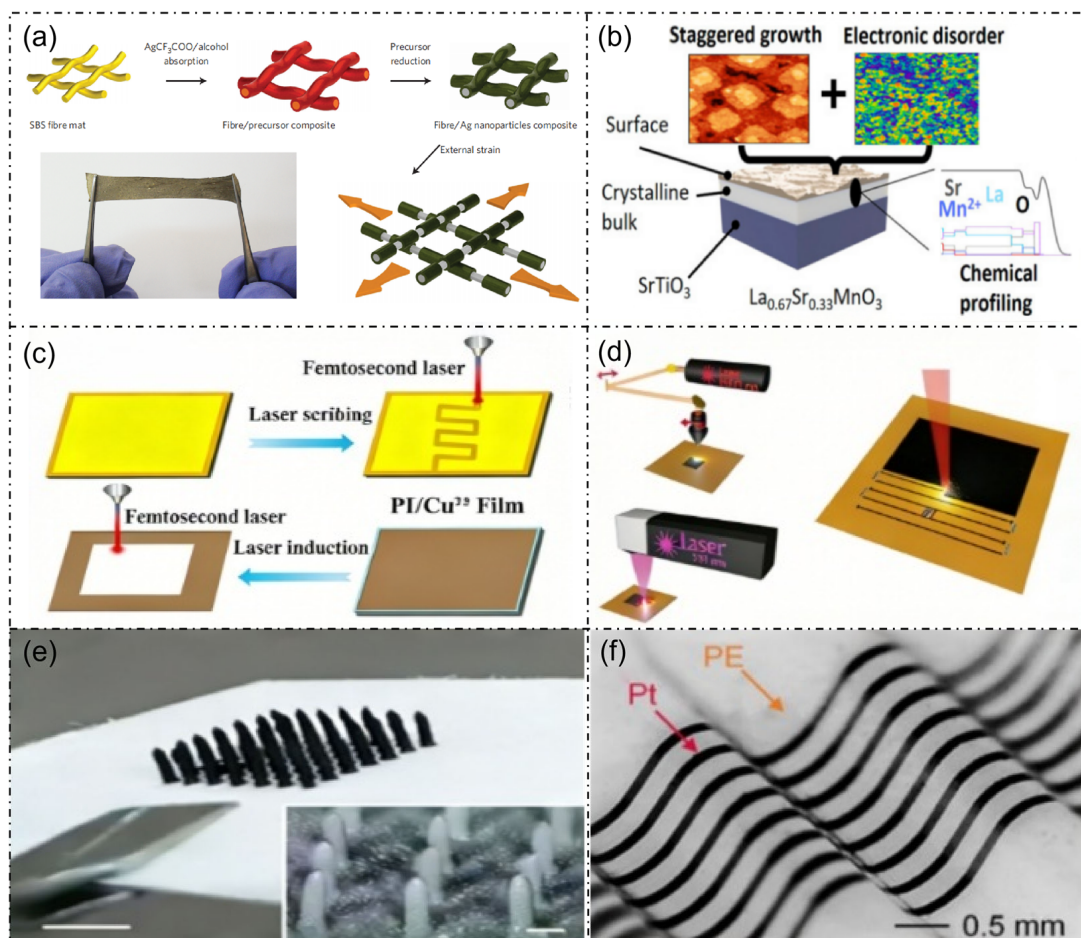 (a)
AgCF₃COO/alcohol
absorption
Precursor
reduction
SBS fibre mat
Fibre/precursor composite
Fibre/Ag nanoparticles composite
External strain
(b)
Staggered growth
Electronic disorder
+
Surface
Crystalline
bulk
SrTiO₃
La₀.₆₇Sr₀.₃₃MnO₃
Sr
Mn²⁺
La
O
Chemical
profiling
(c)
Femtosecond laser
Laser scribing
Femtosecond laser
Laser induction
PI/Cu²⁺ Film
(d)
laser
(e)
(f)
PE
Pt
0.5 mm